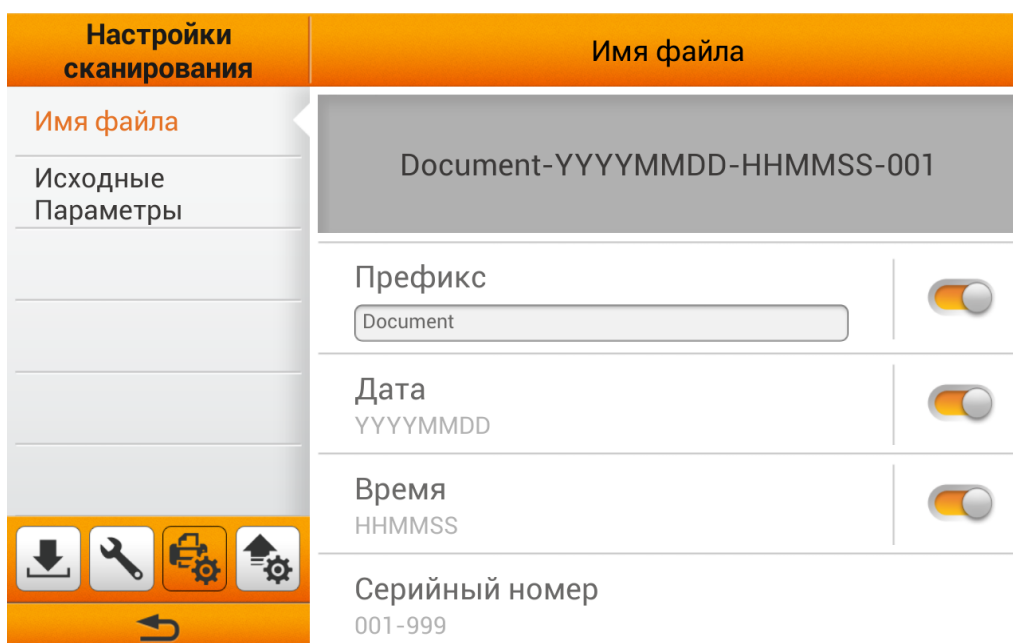 Настройки
сканирования
Имя файла
Имя файла
Исходные
Параметры
Document-YYYYMMDD-HHMMSS-001
Префикс
Document
Дата
YYYYMMDD
Время
HHMMSS
Серийный номер
001-999